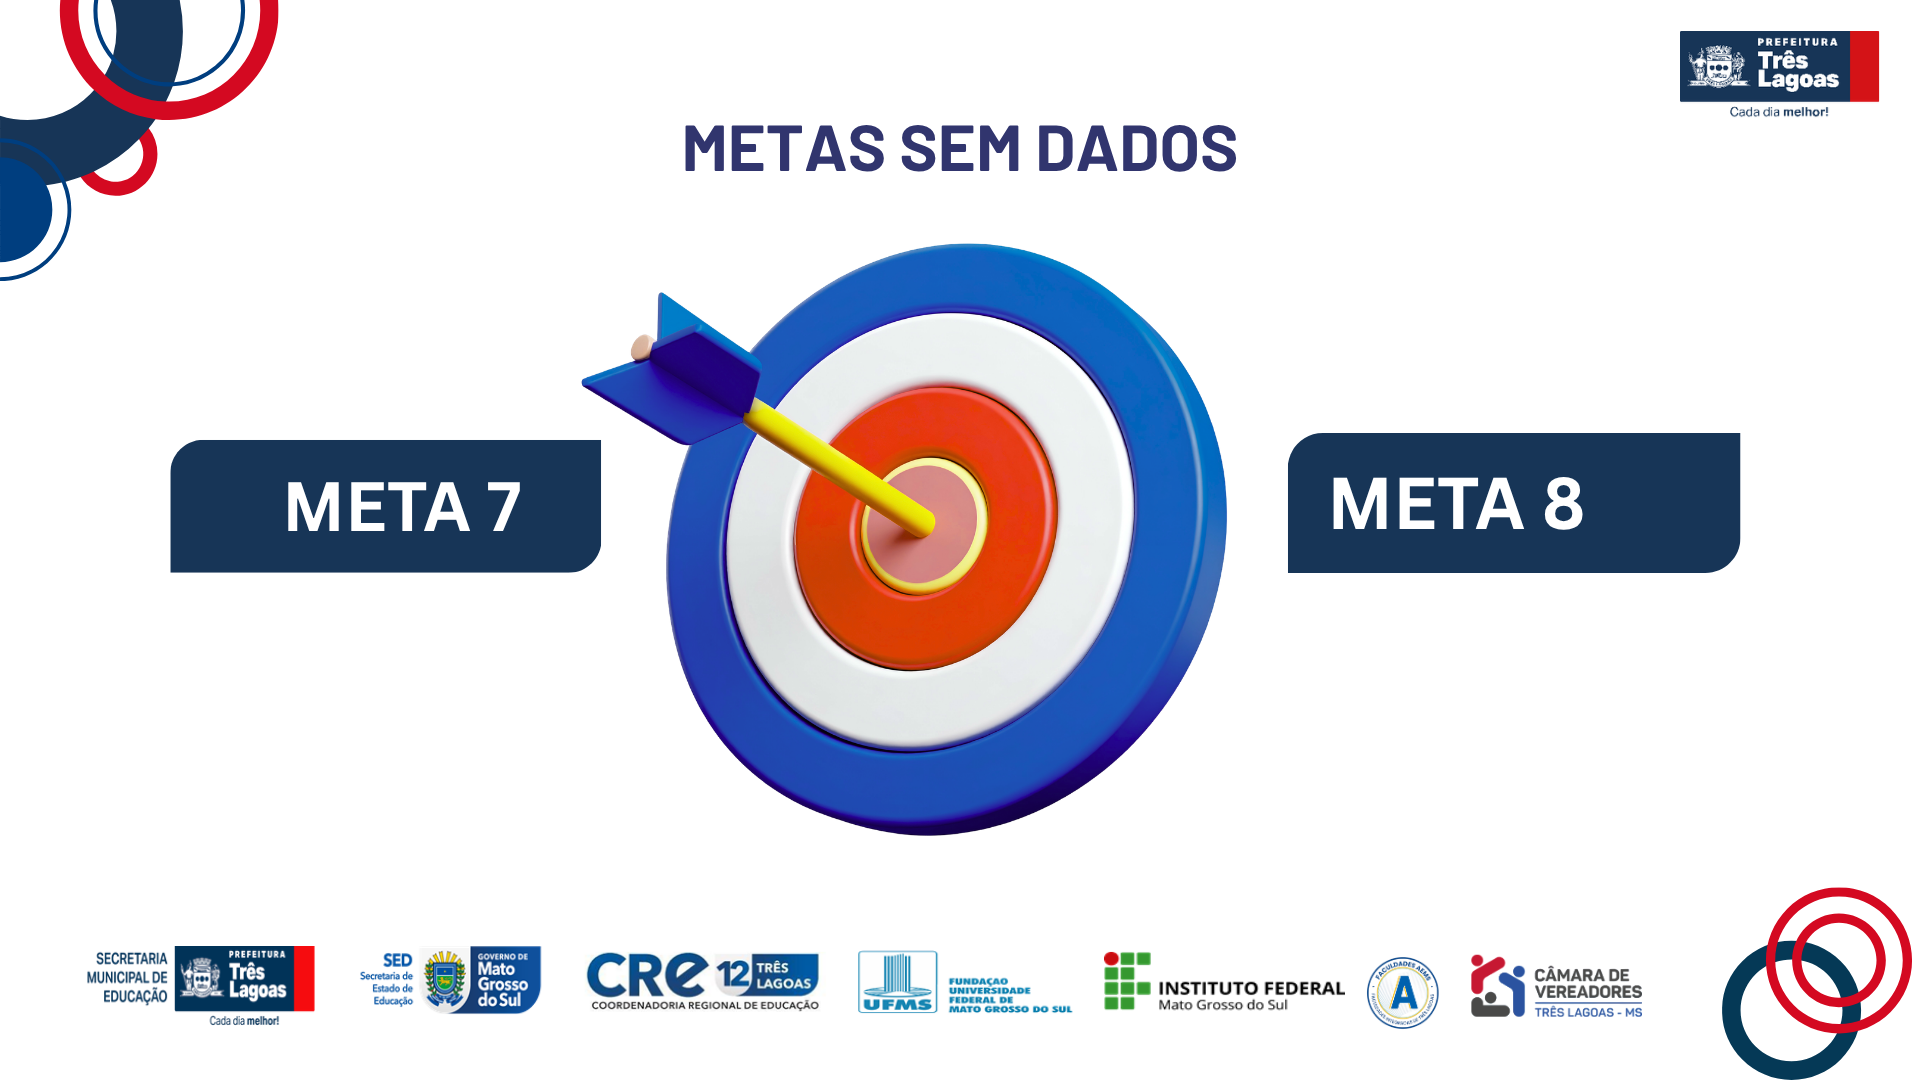 PREFEITURA
Três
Lagoas
Cada dia melhor!
METAS SEM DADOS
META 7
META 8
SECRETARIA
MUNICIPAL DE
EDUCAÇÃO
PREFEITURA
Três
Lagoas
Cada dia melhor!
SED
Secretaria de
Estado de
Educação
GOVERNO DE
Mato
Grosso
do Sul
CRe 12 TRÊS
LAGOAS
COORDENADORIA REGIONAL DE EDUCAÇÃO
UFMS
FUNDAÇAO
UNIVERSIDADE
FEDERAL DE
MATO GROSSO DO SUL
INSTITUTO FEDERAL
Mato Grosso do Sul
FACULDADES AEMS
A
CÂMARA DE
VEREADORES
TRÊS LAGOAS - MS